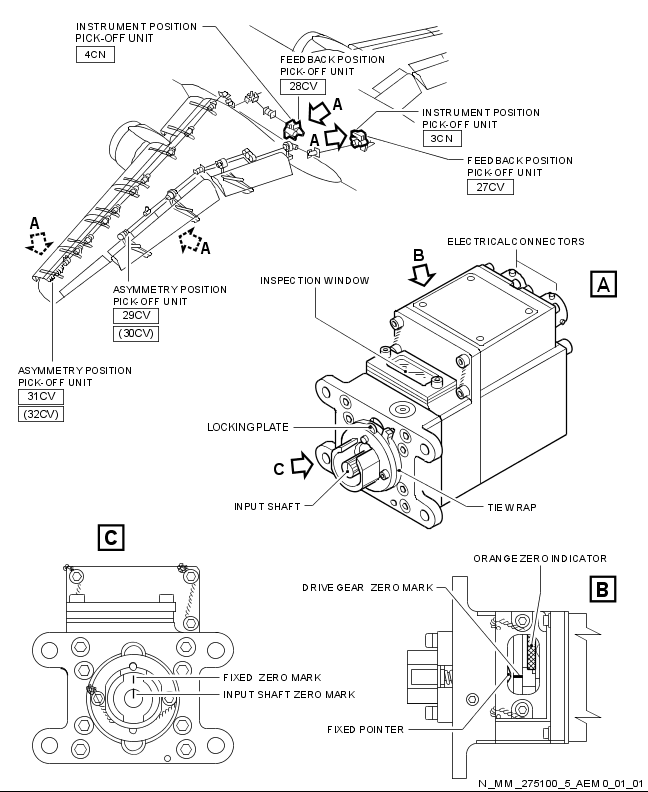 INSTRUMENT POSITION
PICK-OFF UNIT
4CN
FEEDBACK POSITION
PICK-OFF UNIT
28CV
A
A
INSTRUMENT POSITION
PICK-OFF UNIT
3CN
FEEDBACK POSITION
PICK-OFF UNIT
27CV
A
A
ASYMMETRY POSITION
PICK-OFF UNIT
29CV
(30CV)
ASYMMETRY POSITION
PICK-OFF UNIT
31CV
(32CV)
ELECTRICAL CONNECTORS
B
A
INSPECTION WINDOW
LOCKING PLATE
C
INPUT SHAFT
TIE WRAP
C
FIXED ZERO MARK
INPUT SHAFT ZERO MARK
ORANGE ZERO INDICATOR
DRIVE GEAR ZERO MARK
B
FIXED POINTER
N_MM_275100_5_AEM0_01_01